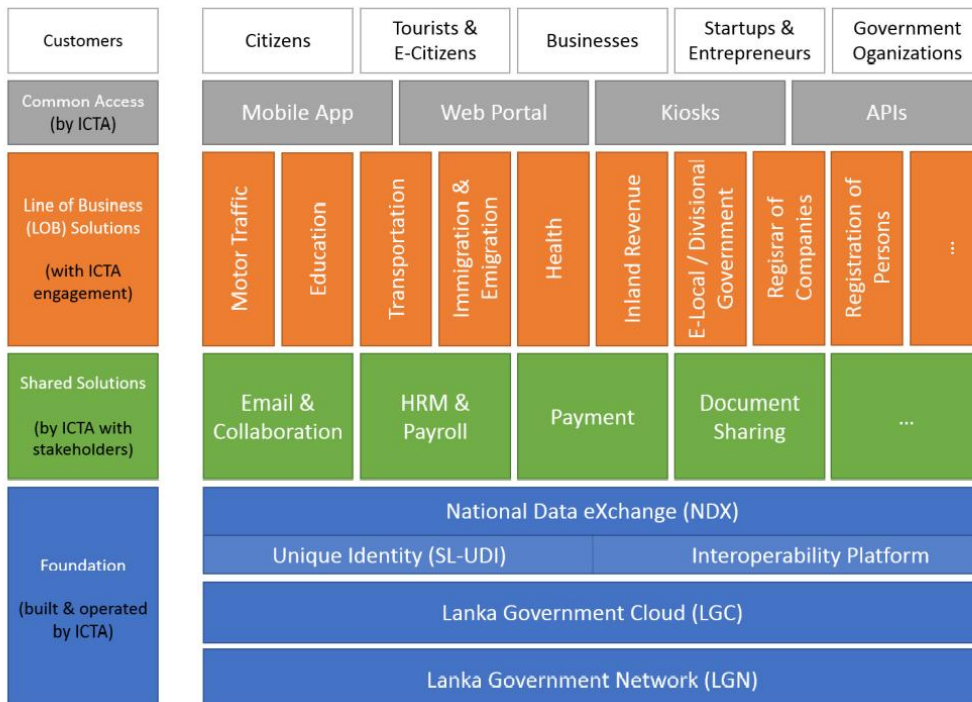 Customers
Citizens
Tourists &
E-Citizens
Businesses
Startups &
Entrepreneurs
Government
Oganizations
Common Access
(by ICTA)
Mobile App
Web Portal
Kiosks
APIs
Line of Business
(LOB) Solutions
(with ICTA
engagement)
Motor Traffic
Education
Transportation
Immigration &
Emigration
Health
Inland Revenue
E-Local / Divisional
Government
Registrar of
Companies
Registration of
Persons
...
Shared Solutions
(by ICTA with
stakeholders)
Email &
Collaboration
HRM &
Payroll
Payment
Document
Sharing
...
Foundation
(built & operated
by ICTA)
National Data eXchange (NDX)
Unique Identity (SL-UDI)
Interoperability Platform
Lanka Government Cloud (LGC)
Lanka Government Network (LGN)